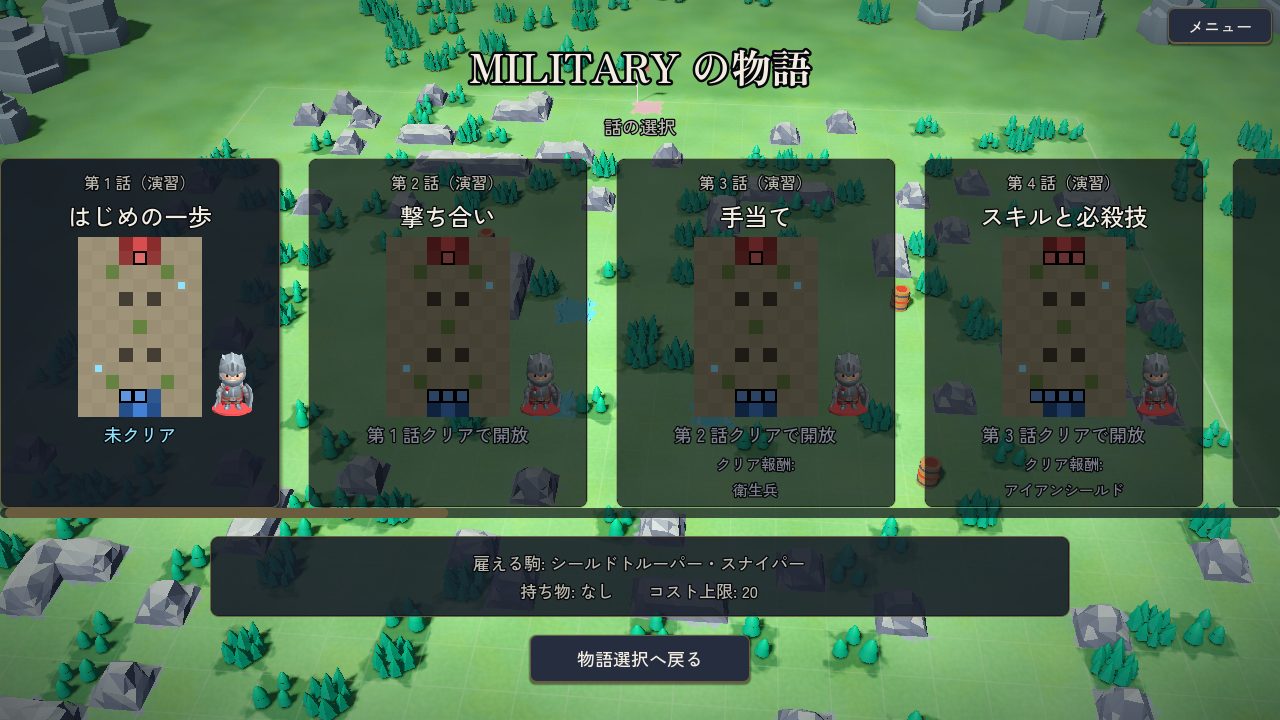 メニュー
MILITARY の物語
話の選択
第1話（演習）
はじめの一歩
未クリア
第2話（演習）
撃ち合い
第1話クリアで開放
第3話（演習）
手当て
第2話クリアで開放
クリア報酬:
衛生兵
第4話（演習）
スキルと必殺技
第3話クリアで開放
クリア報酬:
アイアンシールド
雇える駒: シールドトルーパー・スナイパー
持ち物: なし　　コスト上限: 20
物語選択へ戻る